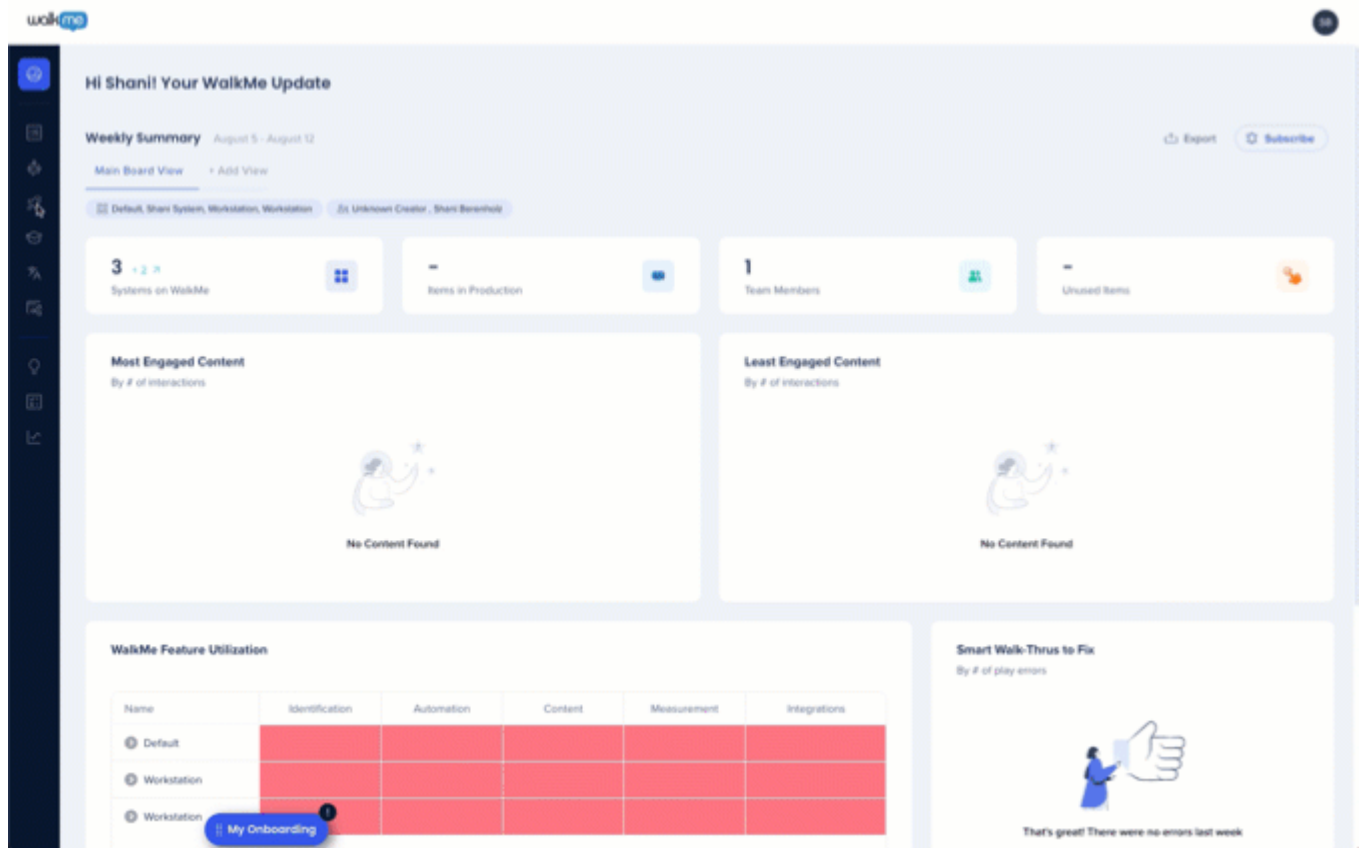 walkme
SB
Hi Shani! Your WalkMe Update
Weekly Summary August 5 - August 12
Export
Subscribe
Main Board View + Add View
Default, Shani System, Workstation, Workstation
Unknown Creator , Shani Berenholz
3 +2
Systems on WalkMe
-
Items in Production
1
Team Members
-
Unused Items
Most Engaged Content
By # of interactions
No Content Found
Least Engaged Content
By # of interactions
No Content Found
WalkMe Feature Utilization
Name Identification Automation Content Measurement Integrations
Default
Workstation
Workstation
My Onboarding
!
Smart Walk-Thrus to Fix
By # of play errors
That's great! There were no errors last week